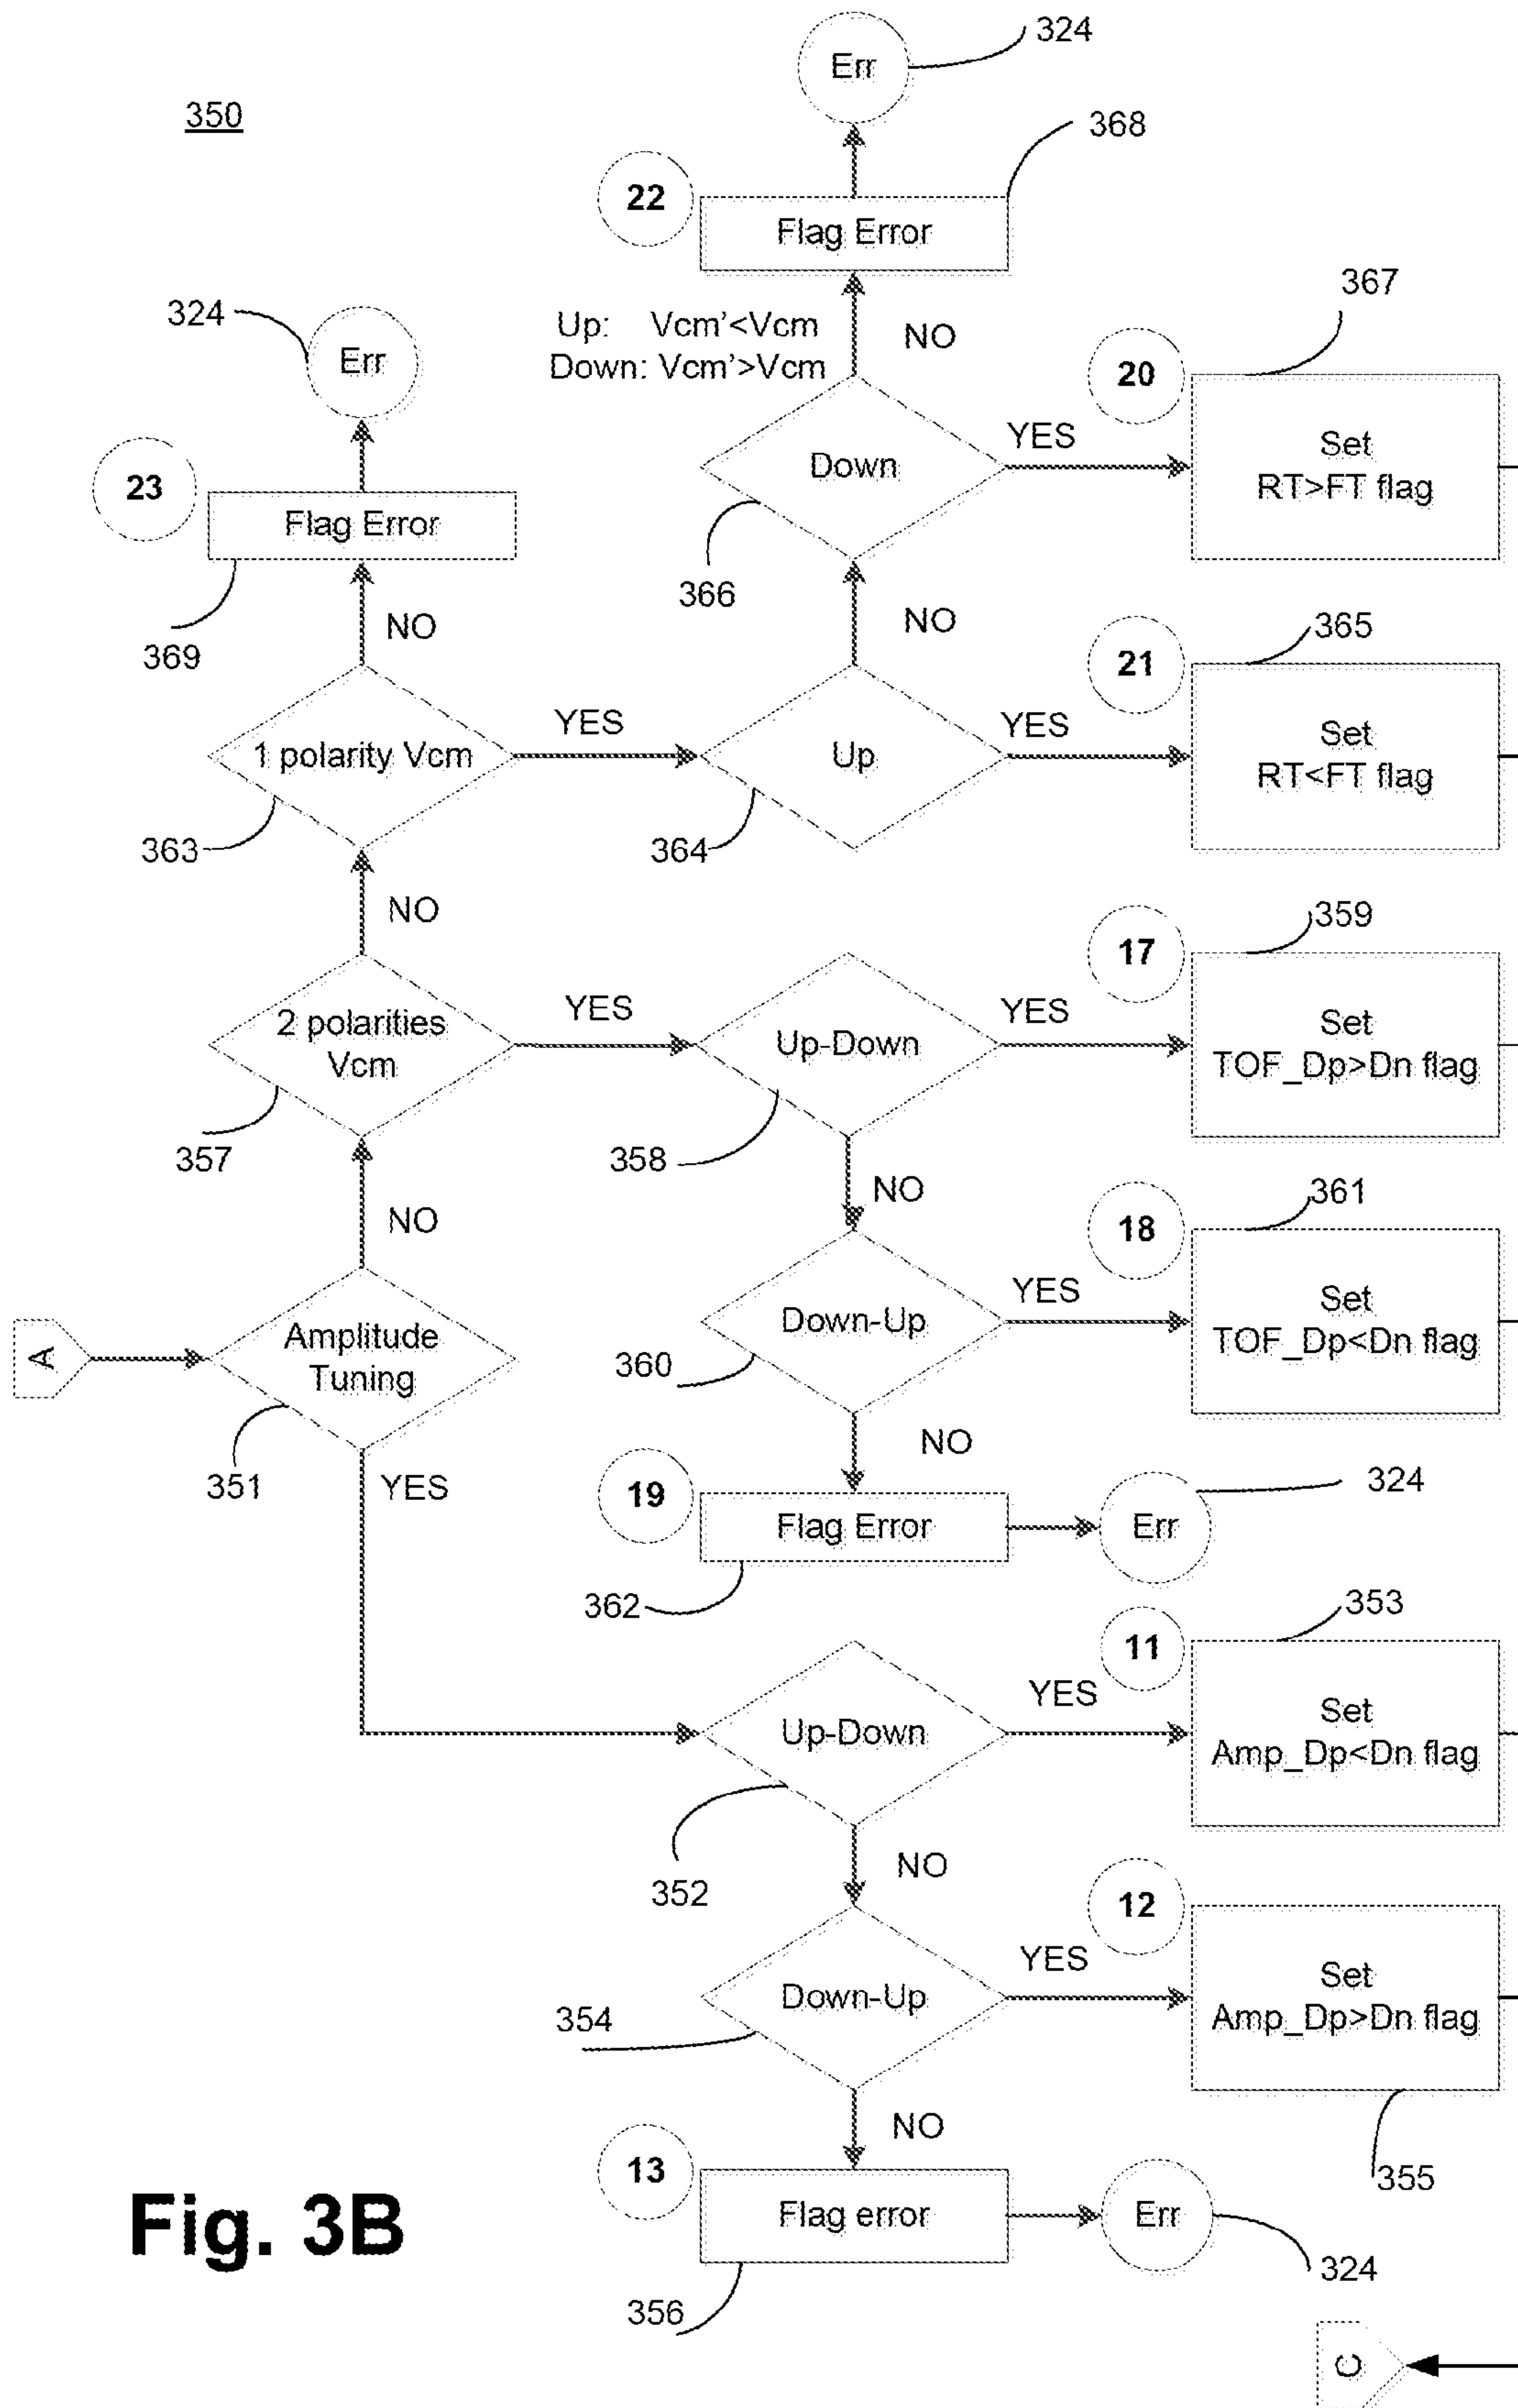 324
Err
350
368
22
Flag Error
367
324
Up: Vcm'<Vcm
NO
Down: Vcm'>Vcm
Err
20
YES
Set
RT>FT flag
Down
23
Flag Error
366
NO
NO
365
369
21
YES
YES
Set
RT<FT flag
1 polarity Vcm
Up
363
364
NO
359
17
YES
YES
2 polarities
Vcm
Up-Down
Set
TOF_Dp>Dn flag
357
358
NO
361
NO
18
YES
Set
TOF_Dp<Dn flag
Down-Up
A
Amplitude
Tuning
360
NO
351
YES
324
19
Flag Error
Err
362
353
11
YES
Set
Amp_Dp<Dn flag
Up-Down
NO
352
12
YES
Set
Amp_Dp>Dn flag
Down-Up
354
NO
13
355
Flag error
Err
Fig. 3B
324
356
C